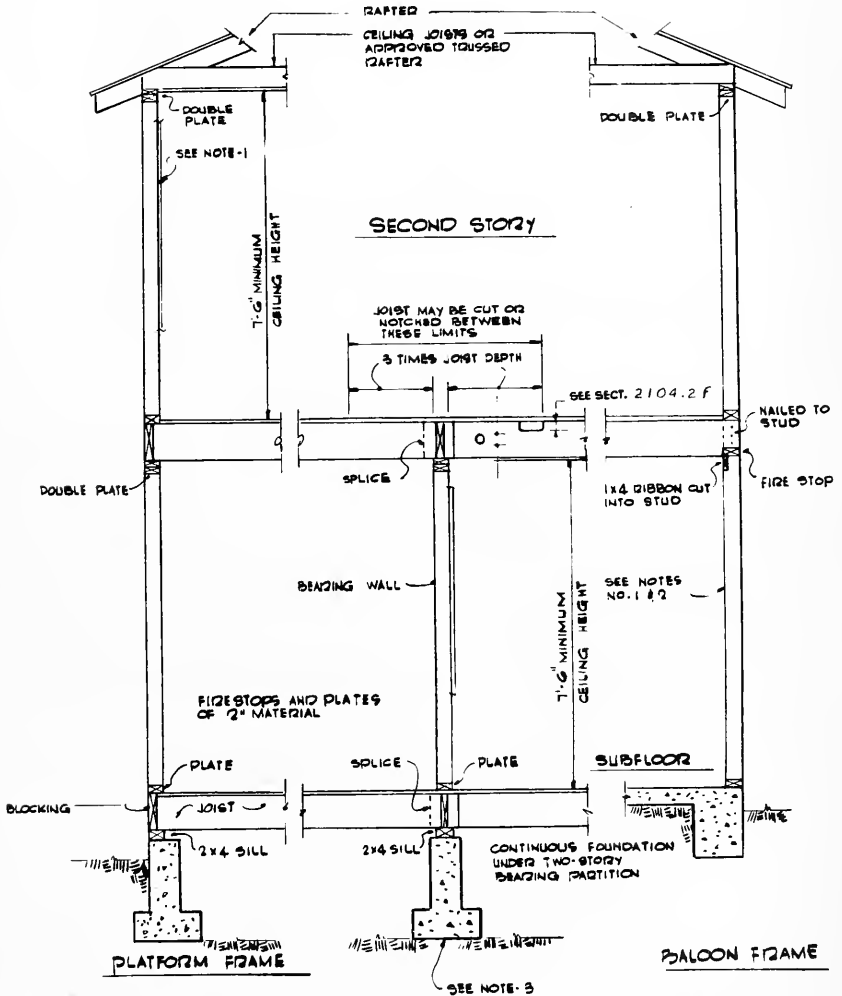 RAFTER
CEILING JOISTS OR
APPROVED TRUSSED
RAFTER
DOUBLE
PLATE
DOUBLE PLATE
SEE NOTE-1
SECOND STORY
7'-6" MINIMUM
CEILING HEIGHT
JOIST MAY BE CUT OR
NOTCHED BETWEEN
THESE LIMITS
3 TIMES JOIST DEPTH
SEE SECT. 2104.2 F
NAILED TO
STUD
DOUBLE PLATE
SPLICE
1X4 RIBBON CUT
INTO STUD
FIRE STOP
BEARING WALL
SEE NOTES
NO. 1 & 2
7'-6" MINIMUM
CEILING HEIGHT
FIRESTOPS AND PLATES
OF 2" MATERIAL
PLATE
SPLICE
PLATE
SUBFLOOR
BLOCKING
JOIST
2X4 SILL
2X4 SILL
CONTINUOUS FOUNDATION
UNDER TWO-STORY
BEARING PARTITION
PLATFORM FRAME
BALOON FRAME
SEE NOTE-3